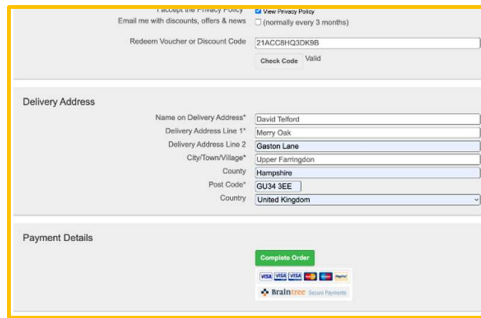 I accept the Privacy Policy View Privacy Policy
Email me with discounts, offers & news (normally every 3 months)
Redeem Voucher or Discount Code 21ACC8HQ3DK9B
Check Code Valid
Delivery Address
Name on Delivery Address* David Telford
Delivery Address Line 1* Merry Oak
Delivery Address Line 2 Gaston Lane
City/Town/Village* Upper Farringdon
County Hampshire
Post Code* GU34 3EE
Country United Kingdom
Payment Details
Complete Order
VISA VISA VISA PayPal
Braintree Secure Payments